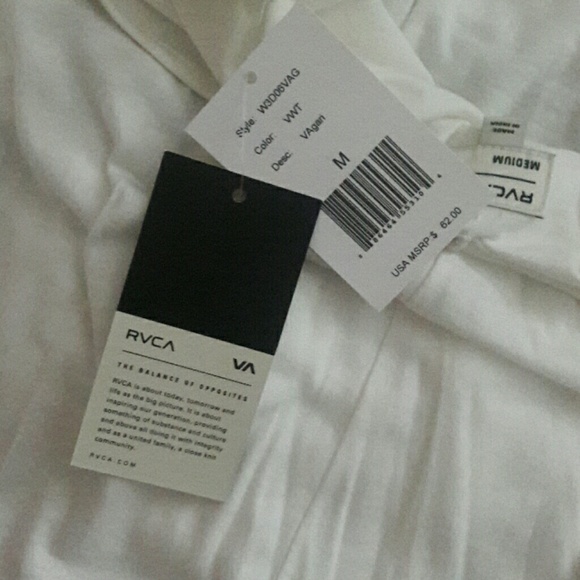 Style: W3D06VAG
Color: VWT
Desc: VAgan
M
USA MSRP $ 62.00
RVCA
VA
THE BALANCE OF OPPOSITES
RVCA is about today, tomorrow and
life as the big picture. It is about
inspiring our generation, providing
something of substance and culture
and above all doing it with integrity
and as a united family, a close knit
community.
RVCA.COM
RVC
MEDIUM
MADE